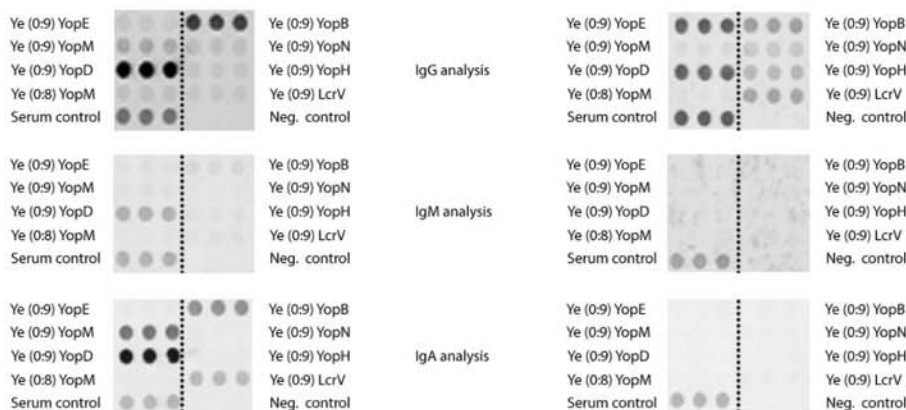 Ye (0:9) YopE Ye (0:9) YopB Ye (0:9) YopE Ye (0:9) YopB
Ye (0:9) YopM Ye (0:9) YopN Ye (0:9) YopM Ye (0:9) YopN
Ye (0:9) YopD Ye (0:9) YopH IgG analysis Ye (0:9) YopD Ye (0:9) YopH
Ye (0:8) YopM Ye (0:9) LcrV Ye (0:8) YopM Ye (0:9) LcrV
Serum control Neg. control Serum control Neg. control
Ye (0:9) YopE Ye (0:9) YopB Ye (0:9) YopE Ye (0:9) YopB
Ye (0:9) YopM Ye (0:9) YopN Ye (0:9) YopM Ye (0:9) YopN
Ye (0:9) YopD Ye (0:9) YopH IgM analysis Ye (0:9) YopD Ye (0:9) YopH
Ye (0:8) YopM Ye (0:9) LcrV Ye (0:8) YopM Ye (0:9) LcrV
Serum control Neg. control Serum control Neg. control
Ye (0:9) YopE Ye (0:9) YopB Ye (0:9) YopE Ye (0:9) YopB
Ye (0:9) YopM Ye (0:9) YopN Ye (0:9) YopM Ye (0:9) YopN
Ye (0:9) YopD Ye (0:9) YopH IgA analysis Ye (0:9) YopD Ye (0:9) YopH
Ye (0:8) YopM Ye (0:9) LcrV Ye (0:8) YopM Ye (0:9) LcrV
Serum control Neg. control Serum control Neg. control